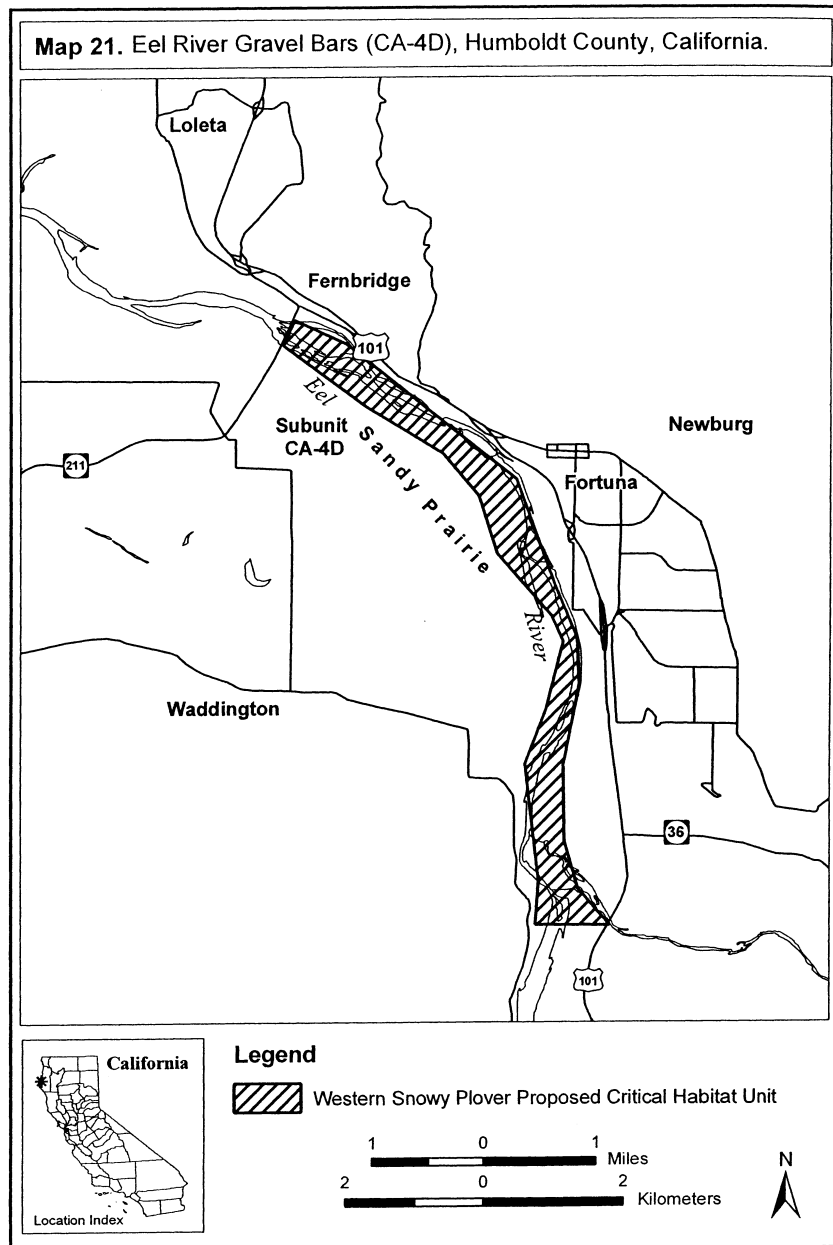 Map 21. Eel River Gravel Bars (CA-4D), Humboldt County, California.
Loleta
Fernbridge
101
Eel
Subunit
CA-4D
Sandy Prairie
Newburg
211
Fortuna
River
Waddington
36
101
California
Location Index
Legend
Western Snowy Plover Proposed Critical Habitat Unit
1 0 1
Miles
2 0 2
Kilometers
N